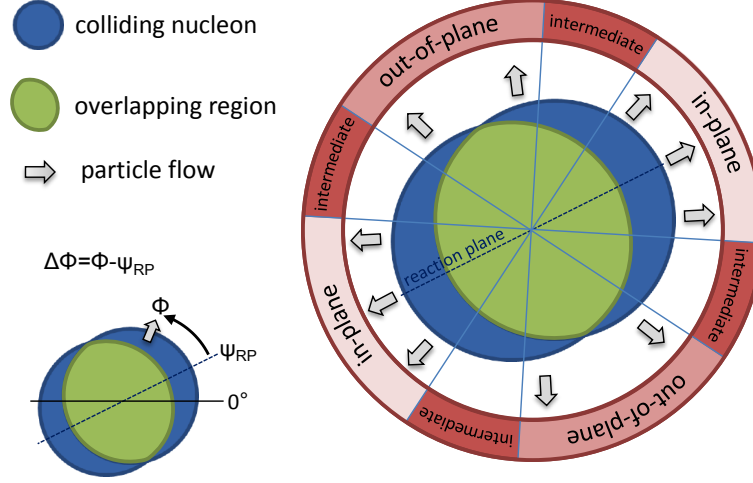 colliding nucleon
overlapping region
particle flow
ΔΦ=Φ-ΨRP
Φ
ΨRP
0°
out-of-plane
intermediate
in-plane
intermediate
out-of-plane
intermediate
in-plane
intermediate
reaction plane